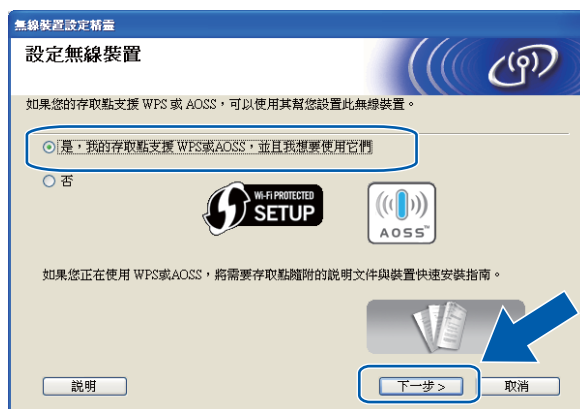 無線裝置設定精靈
設定無線裝置
如果您的存取點支援 WPS 或 AOSS，可以使用其幫您設置此無線裝置。
是，我的存取點支援 WPS或AOSS，並且我想要使用它們
否
Wi-Fi PROTECTED
SETUP
AOSS™
如果您正在使用 WPS或AOSS，將需要存取點隨附的說明文件與裝置快速安裝指南。
說明
下一步 >
取消